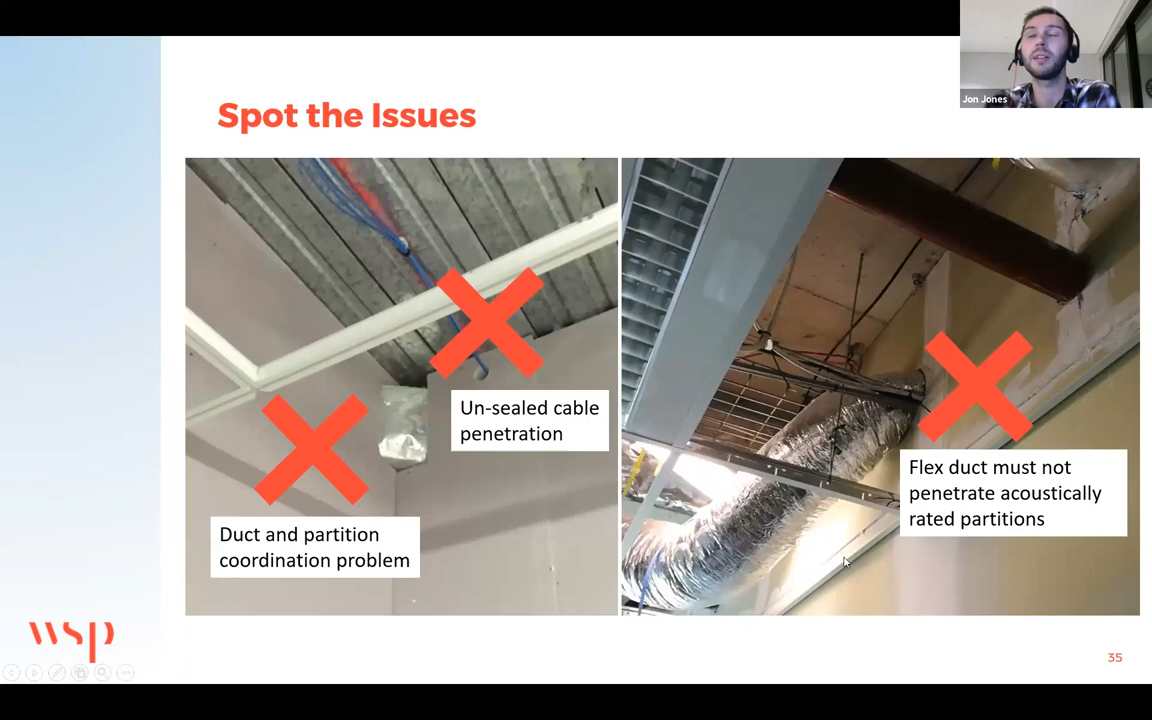 Jon Jones
Spot the Issues
Un-sealed cable
penetration
Duct and partition
coordination problem
Flex duct must not
penetrate acoustically
rated partitions
wsp
35